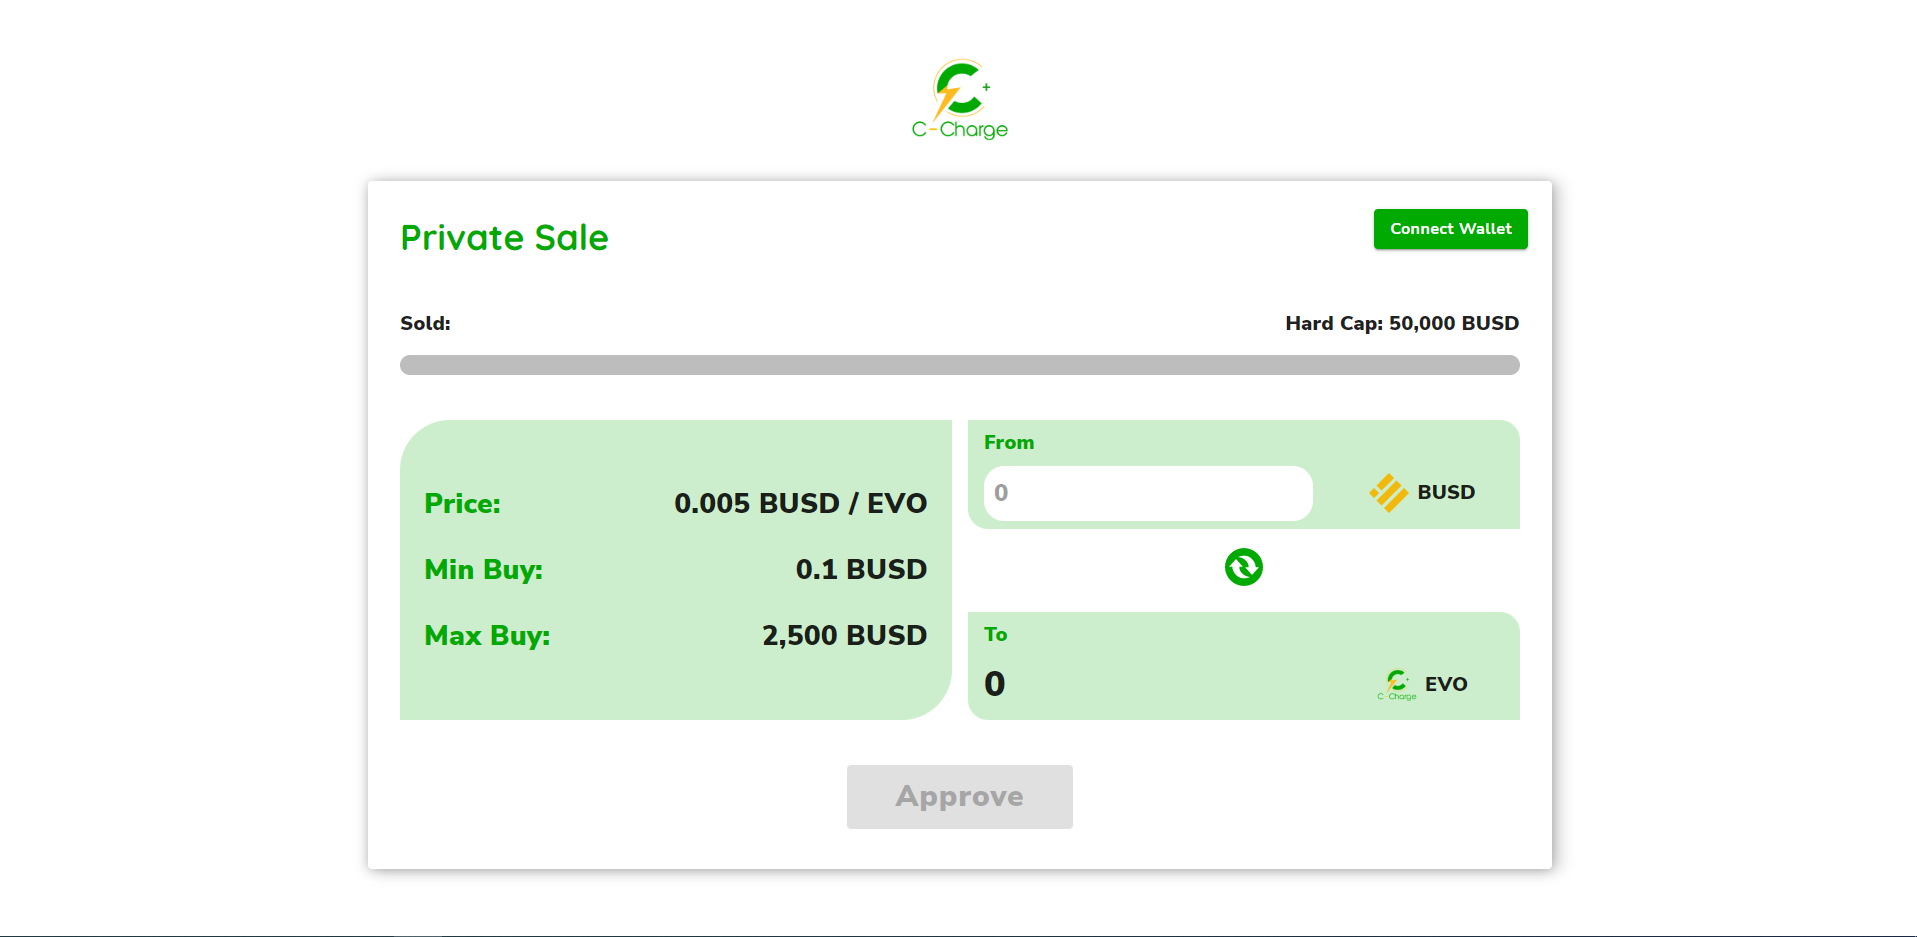 C-Charge
Private Sale
Connect Wallet
Sold:
Hard Cap: 50,000 BUSD
Price:
0.005 BUSD / EVO
Min Buy:
0.1 BUSD
Max Buy:
2,500 BUSD
From
0
BUSD
To
0
C Charge
EVO
Approve